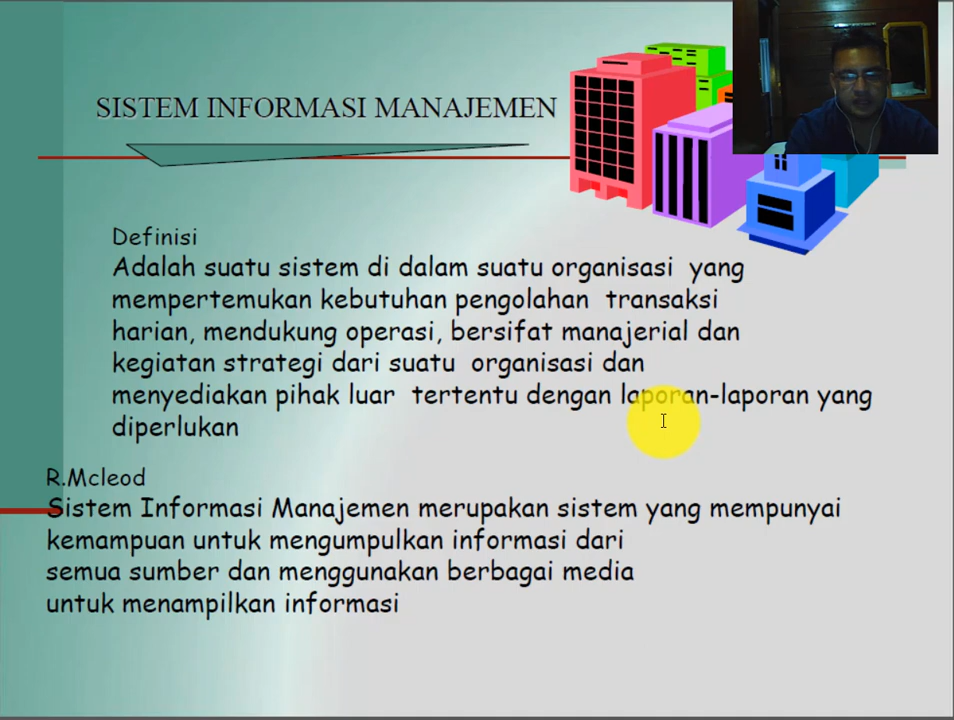 SISTEM INFORMASI MANAJEMEN
Definisi
Adalah suatu sistem di dalam suatu organisasi yang
mempertemukan kebutuhan pengolahan transaksi
harian, mendukung operasi, bersifat manajerial dan
kegiatan strategi dari suatu organisasi dan
menyediakan pihak luar tertentu dengan laporan-laporan yang
diperlukan
R.Mcleod
Sistem Informasi Manajemen merupakan sistem yang mempunyai
kemampuan untuk mengumpulkan informasi dari
semua sumber dan menggunakan berbagai media
untuk menampilkan informasi